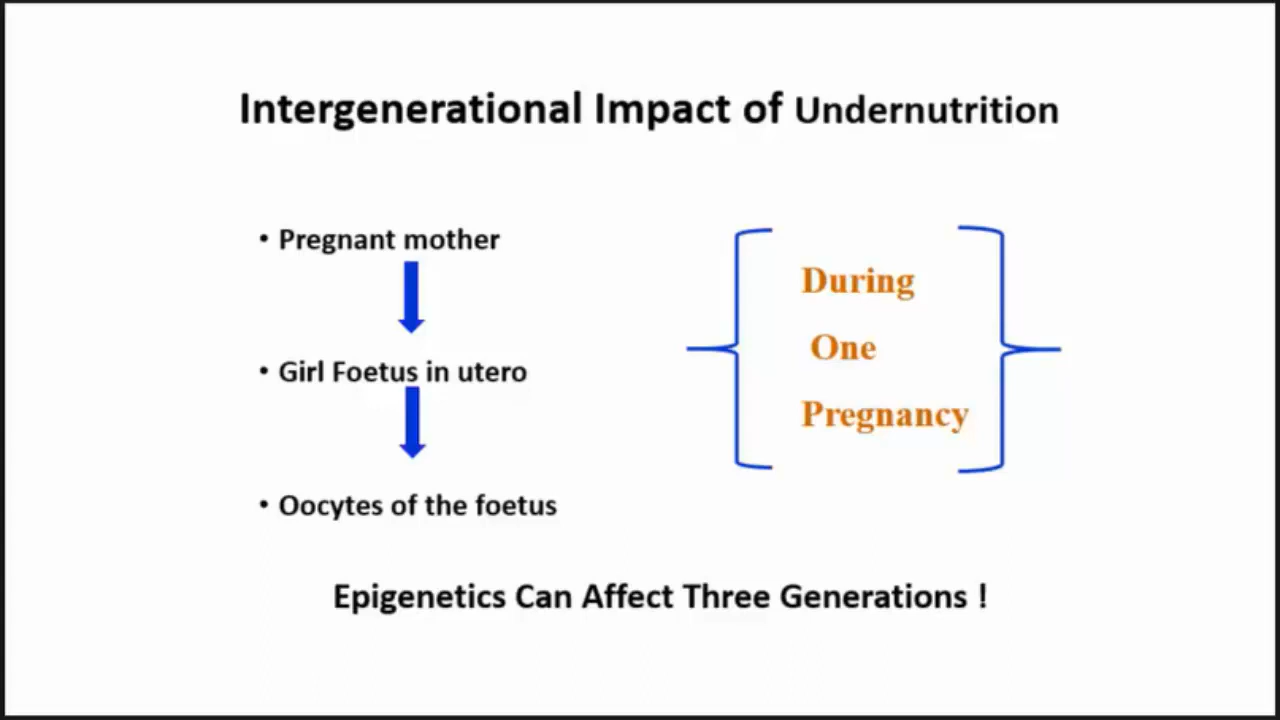 Intergenerational Impact of Undernutrition
• Pregnant mother
• Girl Foetus in utero
• Oocytes of the foetus
During
One
Pregnancy
Epigenetics Can Affect Three Generations !